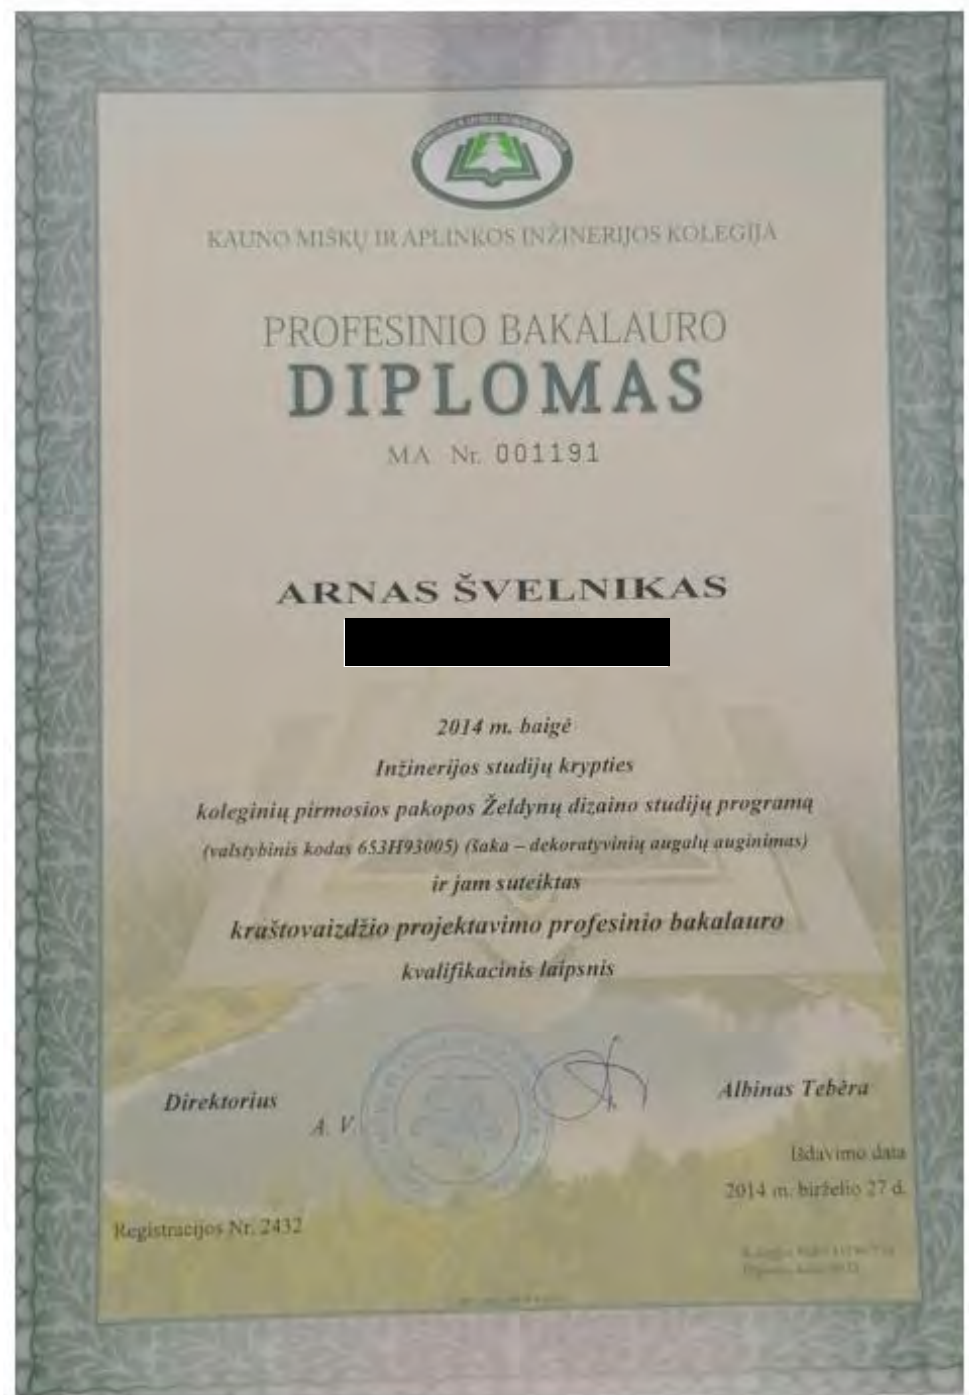 KAUNO MIŠKŲ IR APLINKOS INŽINERIJOS KOLEGIJA
PROFESINIO BAKALAURO
DIPLOMAS
MA Nr. 001191
ARNAS ŠVELNIKAS
2014 m. baigė
Inžinerijos studijų krypties
koleginių pirmosios pakopos Želdynų dizaino studijų programą
(valstybinis kodas 653H93005) (šaka – dekoratyvinių augalų auginimas)
ir jam suteiktas
kraštovaizdžio projektavimo profesinio bakalauro
kvalifikacinis laipsnis
Direktorius
A. V.
Albinas Tebėra
Išdavimo data
2014 m. birželio 27 d.
Registracijos Nr. 2432